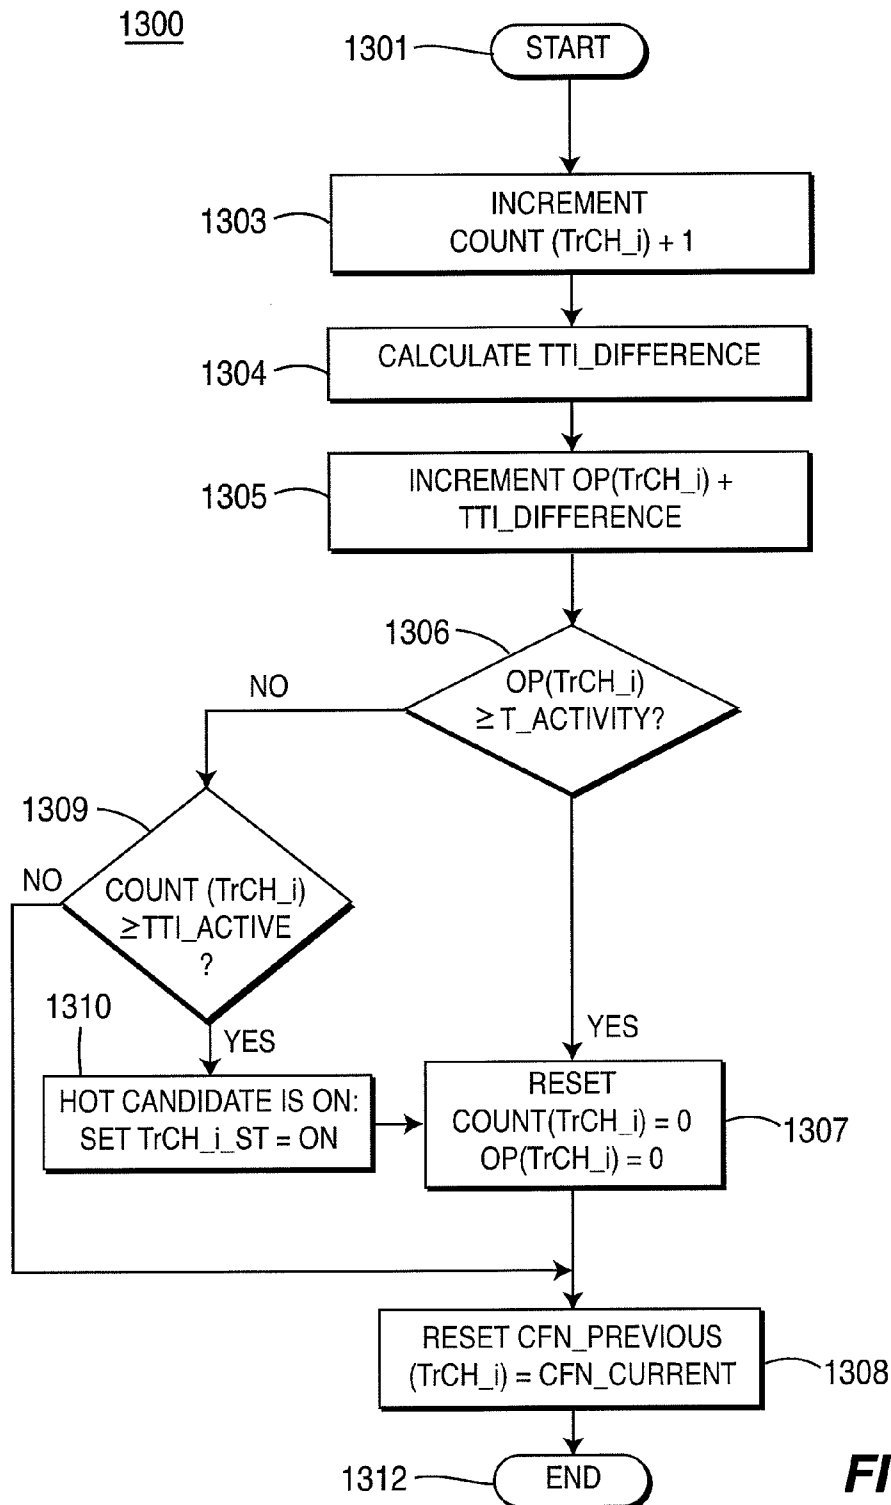 1300
1301
START
1303
INCREMENT
COUNT (TrCH_i) + 1
1304
CALCULATE TTI_DIFFERENCE
1305
INCREMENT OP(TrCH_i) +
TTI_DIFFERENCE
1306
OP(TrCH_i)
≥ T_ACTIVITY?
NO
1309
NO
COUNT (TrCH_i)
≥TTI_ACTIVE
?
1310
YES
YES
HOT CANDIDATE IS ON:
SET TrCH_i_ST = ON
RESET
COUNT(TrCH_i) = 0
OP(TrCH_i) = 0
1307
RESET CFN_PREVIOUS
(TrCH_i) = CFN_CURRENT
1308
1312
END
FI